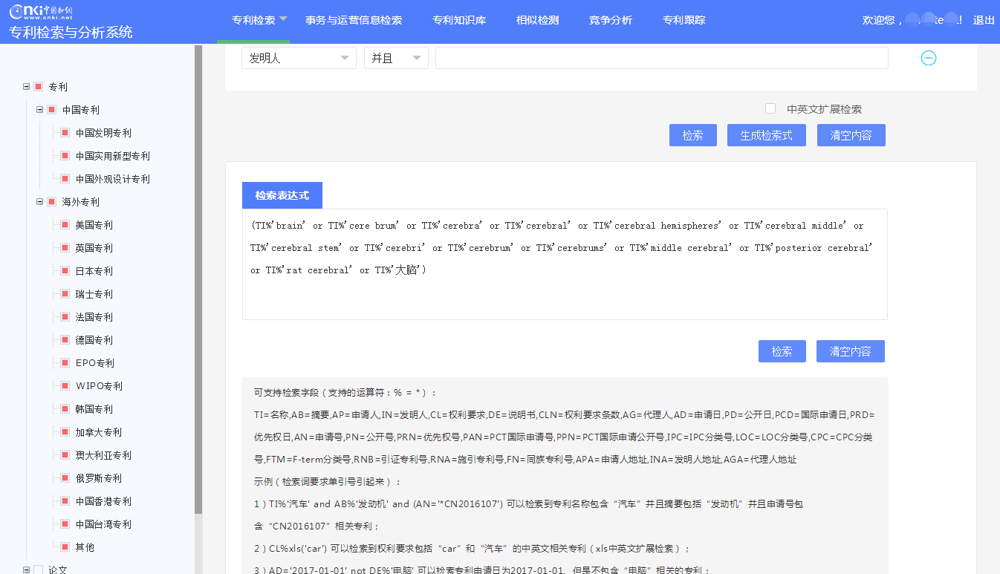 cnki 中国知网
www.cnki.net
专利检索与分析系统
专利检索 事务与运营信息检索 专利知识库 相似检测 竞争分析 专利跟踪
欢迎您， ! 退出
专利
中国专利
中国发明专利
中国实用新型专利
中国外观设计专利
海外专利
美国专利
英国专利
日本专利
瑞士专利
法国专利
德国专利
EPO专利
WIPO专利
韩国专利
加拿大专利
澳大利亚专利
俄罗斯专利
中国香港专利
中国台湾专利
其他
论文
发明人 并且
中英文扩展检索
检索 生成检索式 清空内容
检索表达式
(TI%'brain' or TI%'cere brum' or TI%'cerebra' or TI%'cerebral' or TI%'cerebral hemispheres' or TI%'cerebral middle' or
TI%'cerebral stem' or TI%'cerebri' or TI%'cerebrum' or TI%'cerebrums' or TI%'middle cerebral' or TI%'posterior cerebral'
or TI%'rat cerebral' or TI%'大脑')
检索 清空内容
可支持检索字段（支持的运算符：% = *）：
TI=名称,AB=摘要,AP=申请人,IN=发明人,CL=权利要求,DE=说明书,CLN=权利要求条数,AG=代理人,AD=申请日,PD=公开日,PCD=国际申请日,PRD=
优先权日,AN=申请号,PN=公开号,PRN=优先权号,PAN=PCT国际申请号,PPN=PCT国际申请公开号,IPC=IPC分类号,LOC=LOC分类号,CPC=CPC分类
号,FTM=F-term分类号,RNB=引证专利号,RNA=施引专利号,FN=同族专利号,APA=申请人地址,INA=发明人地址,AGA=代理人地址
示例（检索词要求单引号引起来）：
1）TI%'汽车' and AB%'发动机' and (AN='*CN2016107') 可以检索到专利名称包含“汽车”并且摘要包括“发动机”并且申请号包
含“CN2016107”相关专利；
2）CL%xls('car') 可以检索到权利要求包括“car”和“汽车”的中英文相关专利（xls中英文扩展检索）；
3）AD='2017-01-01' not DE%'电脑' 可以检索专利申请日为2017-01-01，但是不包含“电脑”相关的专利；